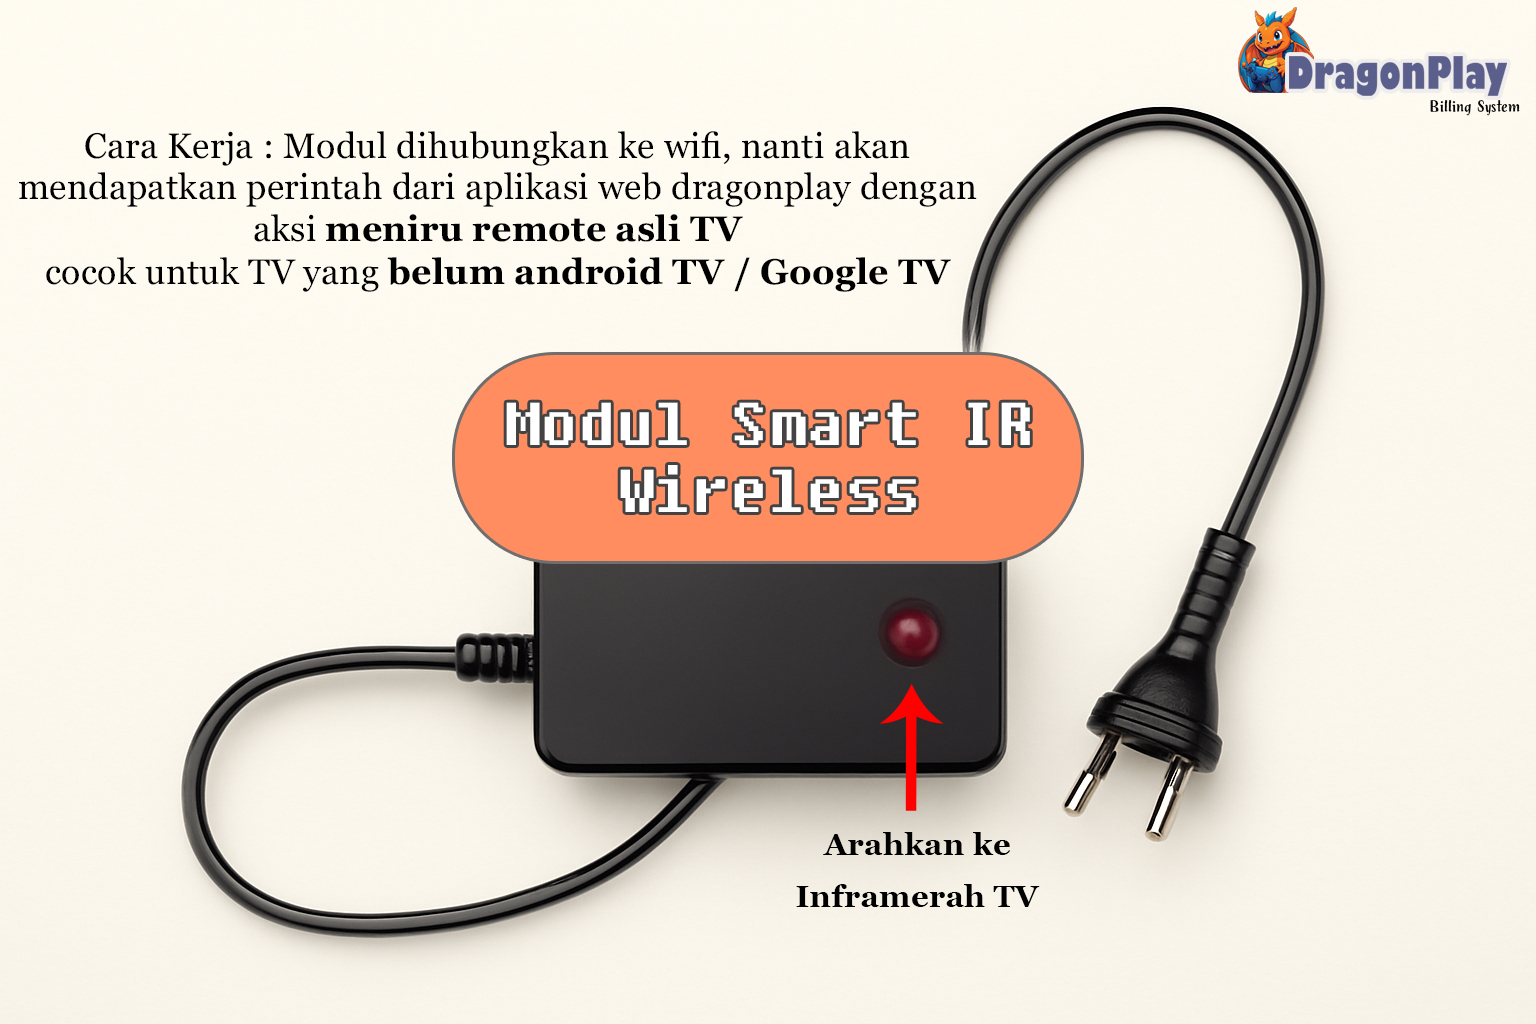 DragonPlay
Billing System
Cara Kerja : Modul dihubungkan ke wifi, nanti akan
mendapatkan perintah dari aplikasi web dragonplay dengan
aksi meniru remote asli TV
cocok untuk TV yang belum android TV / Google TV
Modul Smart IR
Wireless
Arahkan ke
Inframerah TV